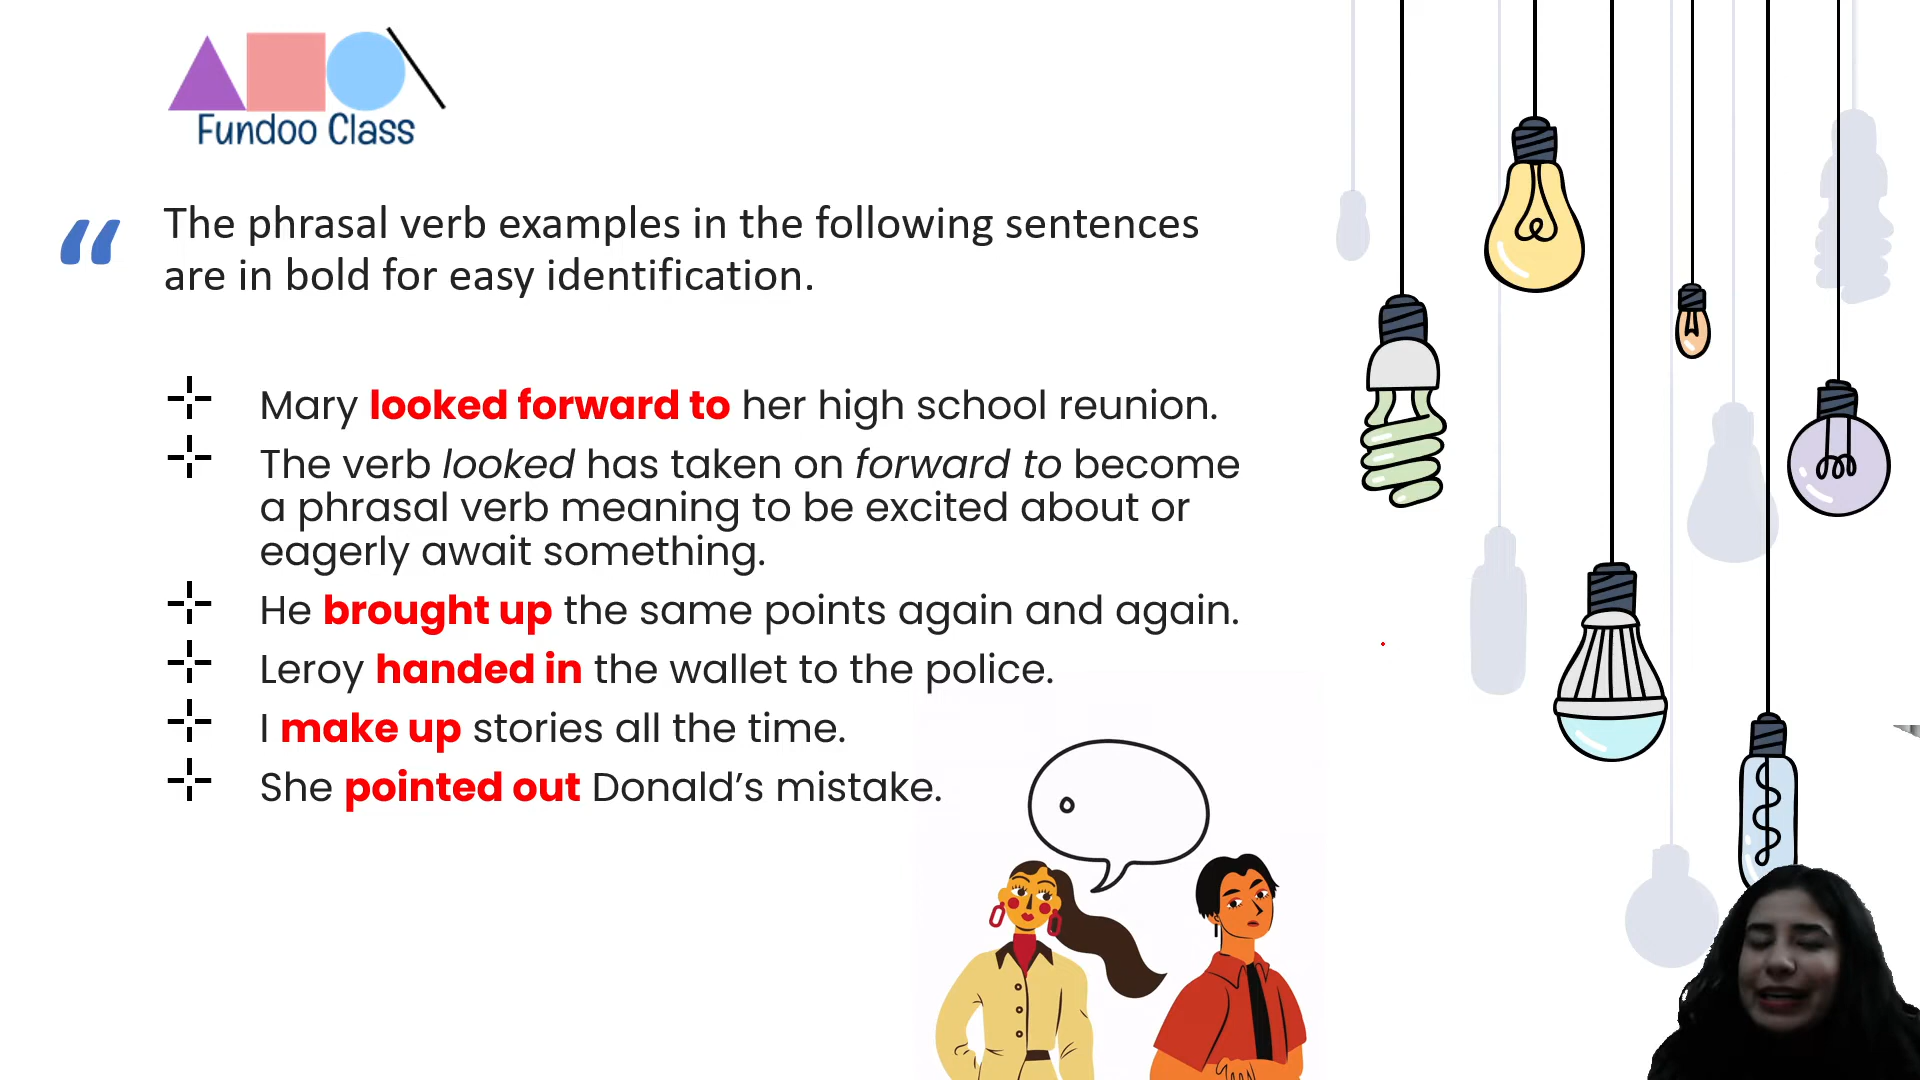 Fundoo Class
“
The phrasal verb examples in the following sentences
are in bold for easy identification.
Mary looked forward to her high school reunion.
The verb looked has taken on forward to become
a phrasal verb meaning to be excited about or
eagerly await something.
He brought up the same points again and again.
Leroy handed in the wallet to the police.
I make up stories all the time.
She pointed out Donald’s mistake.